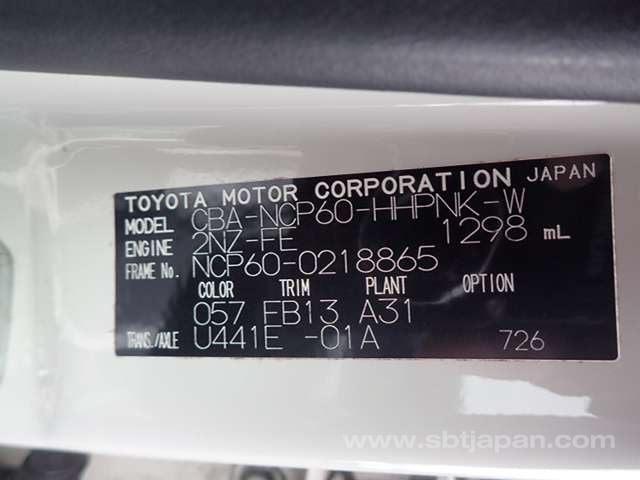 TOYOTA MOTOR CORPORATION JAPAN
MODEL CBA-NCP60-HHPNK-W
ENGINE 2NZ-FE 1298 mL
FRAME No. NCP60-0218865
COLOR TRIM PLANT OPTION
057 FB13 A31
TRANS./AXLE U441E -01A 726
www.sbtjapan.com